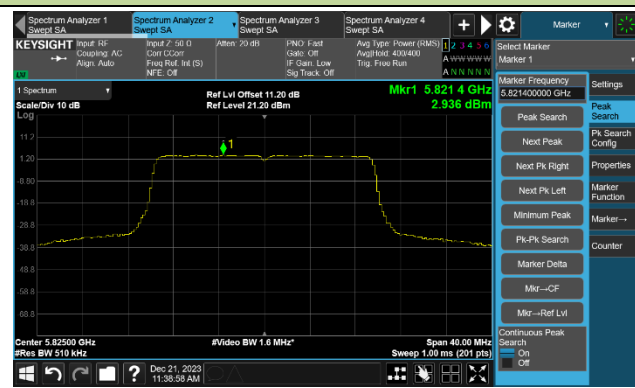 Spectrum Analyzer 1
Swept SA
Spectrum Analyzer 2
Swept SA
Spectrum Analyzer 3
Swept SA
Spectrum Analyzer 4
Swept SA
Marker
KEYSIGHT
Input: RF
Coupling: AC
Align: Auto
Input Z: 50 Ω
Corr CCorr
Freq Ref: Int (S)
NFE: Off
Atten: 20 dB
PNO: Fast
Gate: Off
IF Gain: Low
Sig Track: Off
Avg Type: Power (RMS)
Avg|Hold: 400/400
Trig: Free Run
1 2 3 4 5 6
A W W W W W
A N N N N N
LXI
Select Marker
Marker 1
1 Spectrum
Scale/Div 10 dB
Log
Ref Lvl Offset 11.20 dB
Ref Level 21.20 dBm
Mkr1 5.821 4 GHz
2.936 dBm
11.2
1.20
-8.80
-18.8
-28.8
-38.8
-48.8
-58.8
-68.8
1
Center 5.82500 GHz
#Res BW 510 kHz
#Video BW 1.6 MHz*
Span 40.00 MHz
Sweep 1.00 ms (201 pts)
Marker Frequency
5.821400000 GHz
Peak Search
Next Peak
Next Pk Right
Next Pk Left
Minimum Peak
Pk-Pk Search
Marker Delta
Mkr→CF
Mkr→Ref Lvl
Continuous Peak
Search
On
Off
Settings
Peak
Search
Pk Search
Config
Properties
Marker
Function
Marker→
Counter
Dec 21, 2023
11:38:58 AM